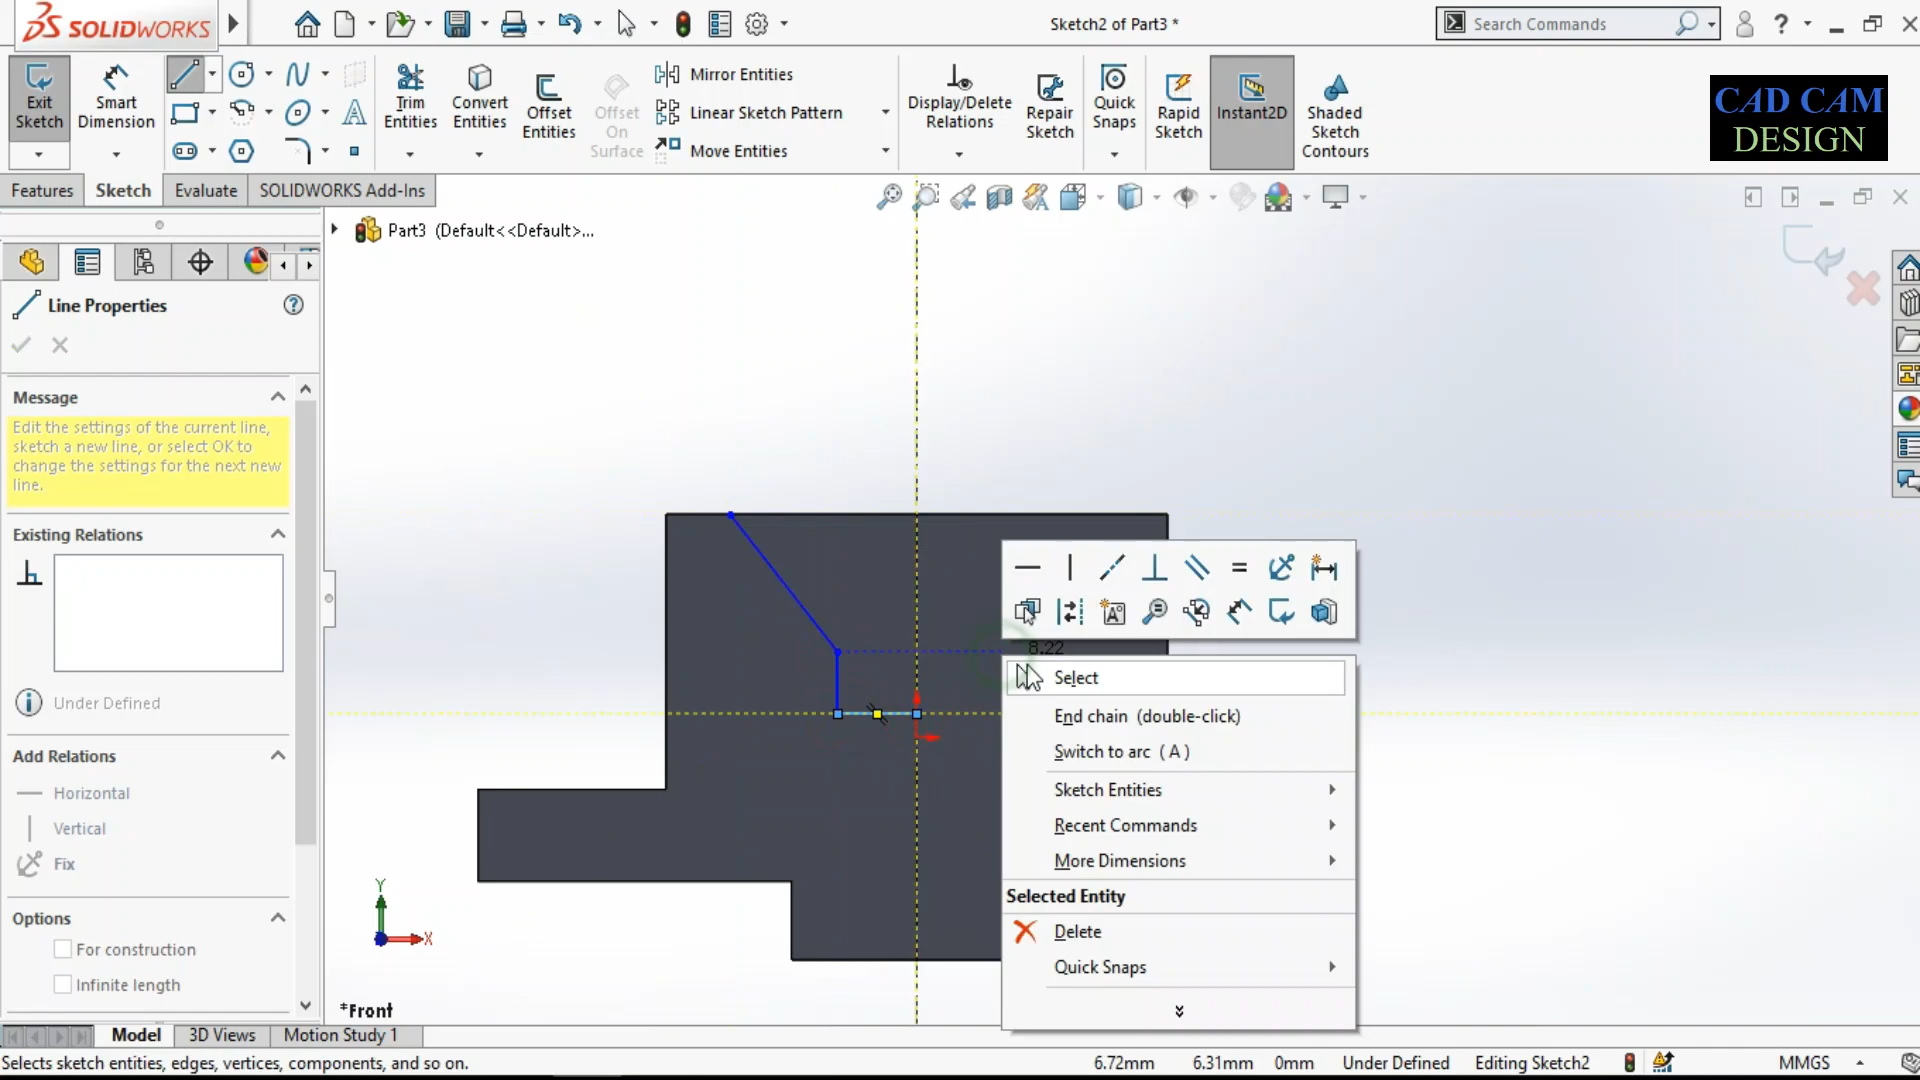 SOLIDWORKS
Sketch2 of Part3 *
Search Commands
Exit Sketch
Smart Dimension
Trim Entities
Convert Entities
Offset Entities
Offset On Surface
Mirror Entities
Linear Sketch Pattern
Move Entities
Display/Delete Relations
Repair Sketch
Quick Snaps
Rapid Sketch
Instant2D
Shaded Sketch Contours
CAD CAM
DESIGN
Features
Sketch
Evaluate
SOLIDWORKS Add-Ins
Part3 (Default<<Default>...
Line Properties
Message
Edit the settings of the current line,
sketch a new line, or select OK to
change the settings for the next new
line.
Existing Relations
Under Defined
Add Relations
Horizontal
Vertical
Fix
Options
For construction
Infinite length
8.22
Select
End chain (double-click)
Switch to arc ( A )
Sketch Entities
Recent Commands
More Dimensions
Selected Entity
Delete
Quick Snaps
Y
X
*Front
Model
3D Views
Motion Study 1
Selects sketch entities, edges, vertices, components, and so on.
6.72mm
6.31mm
0mm
Under Defined
Editing Sketch2
MMGS